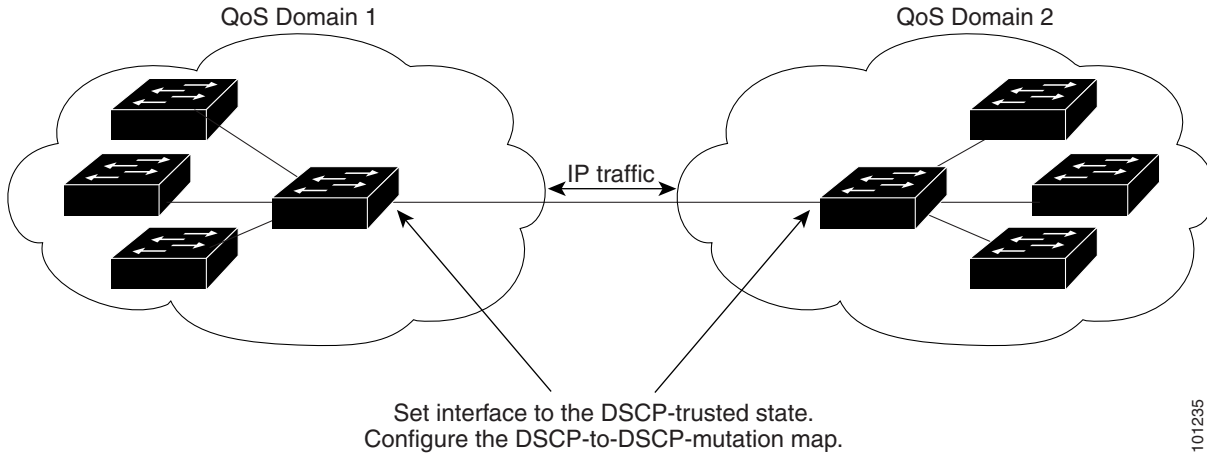 QoS Domain 1
QoS Domain 2
IP traffic
Set interface to the DSCP-trusted state.
Configure the DSCP-to-DSCP-mutation map.
101235